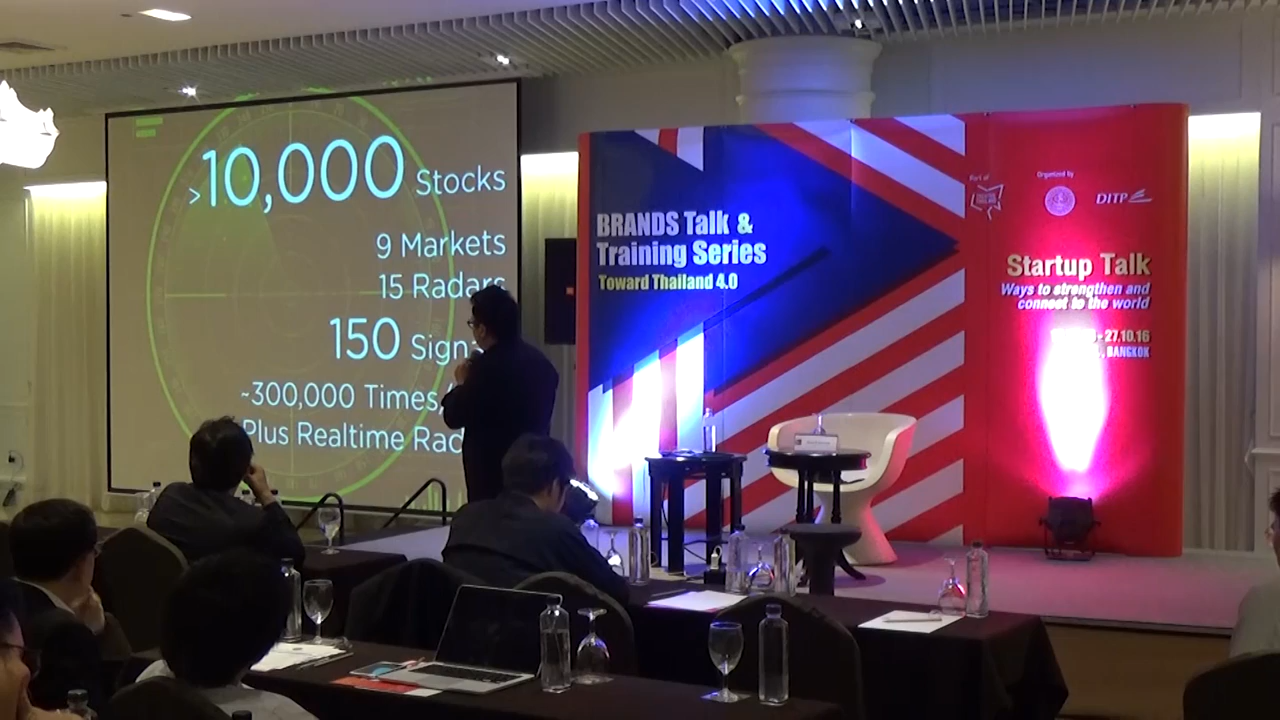 >10,000 Stocks
9 Markets
15 Radars
150
~300,000 Times
Plus Realtime
BRANDS Talk &
Training Series
Toward Thailand 4.0
Part of
Organized by
DITP
Startup Talk
Ways to strengthen and
connect to the world
- 27.10.16
, BANGKOK